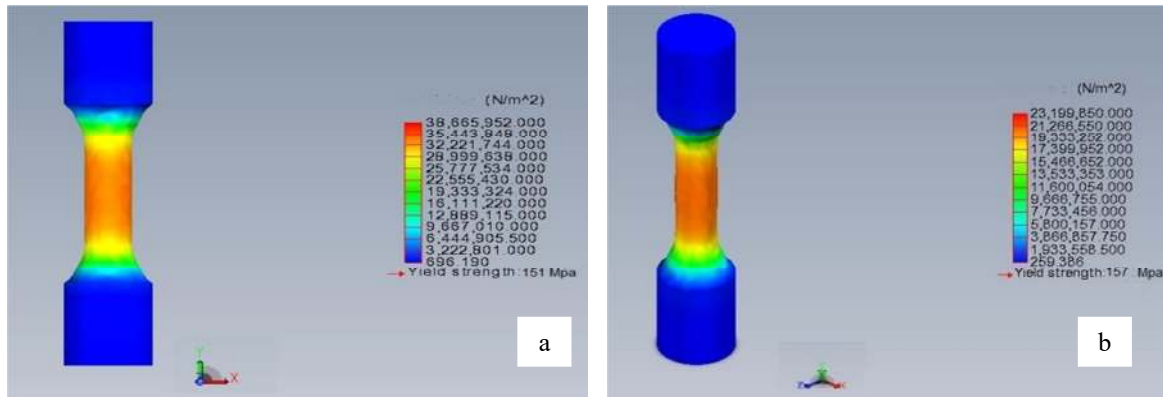 (N/m^2)
38,665,952.000
35,443,848.000
32,221,744.000
28,999,638.000
25,777,534.000
22,555,430.000
19,333,324.000
16,111,220.000
12,889,115.000
9,667,010.000
6,444,905.500
3,222,801.000
696.190
Yield strength:151 Mpa
Y
X
a
(N/m^2)
23,199,850.000
21,266,550.000
19,333,252.000
17,399,952.000
15,466,652.000
13,533,353.000
11,600,054.000
9,666,755.000
7,733,456.000
5,800,157.000
3,866,857.750
1,933,558.500
259.386
Yield strength:157 Mpa
Z
X
b